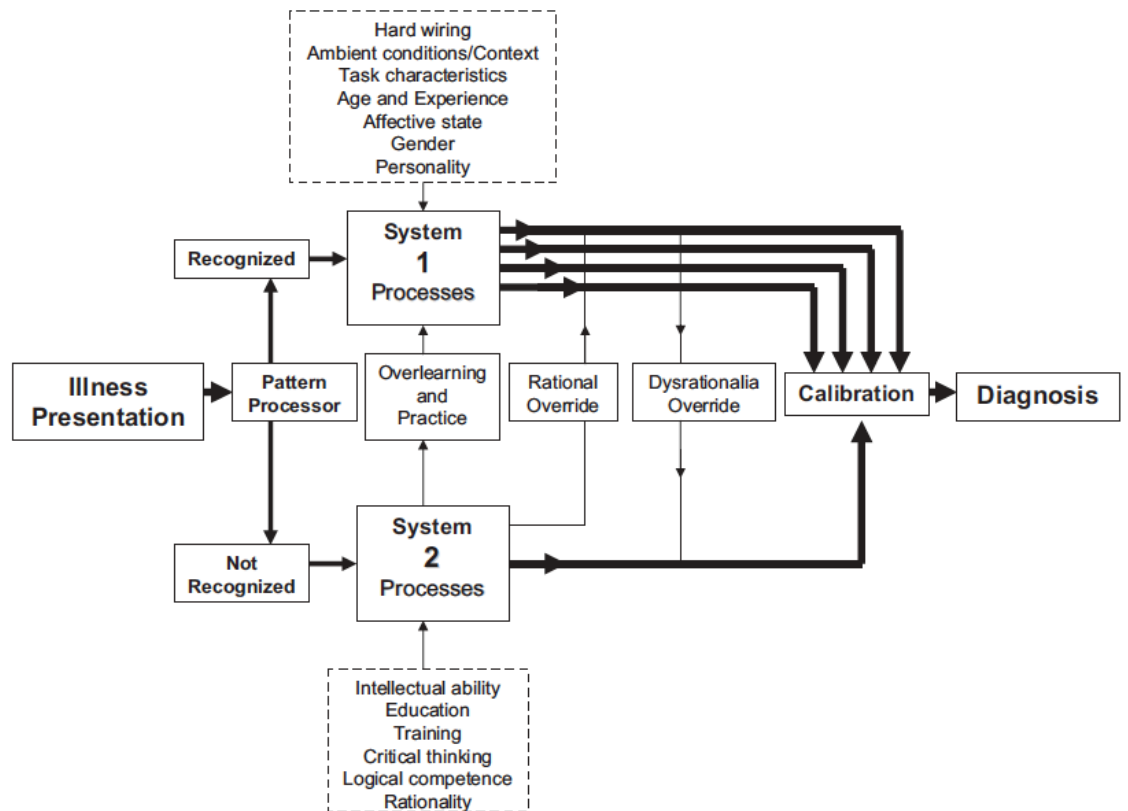 Hard wiring
Ambient conditions/Context
Task characteristics
Age and Experience
Affective state
Gender
Personality
System
1
Processes
Recognized
Illness
Presentation
Pattern
Processor
Overlearning
and
Practice
Rational
Override
Dysrationalia
Override
Calibration
Diagnosis
Not
Recognized
System
2
Processes
Intellectual ability
Education
Training
Critical thinking
Logical competence
Rationality